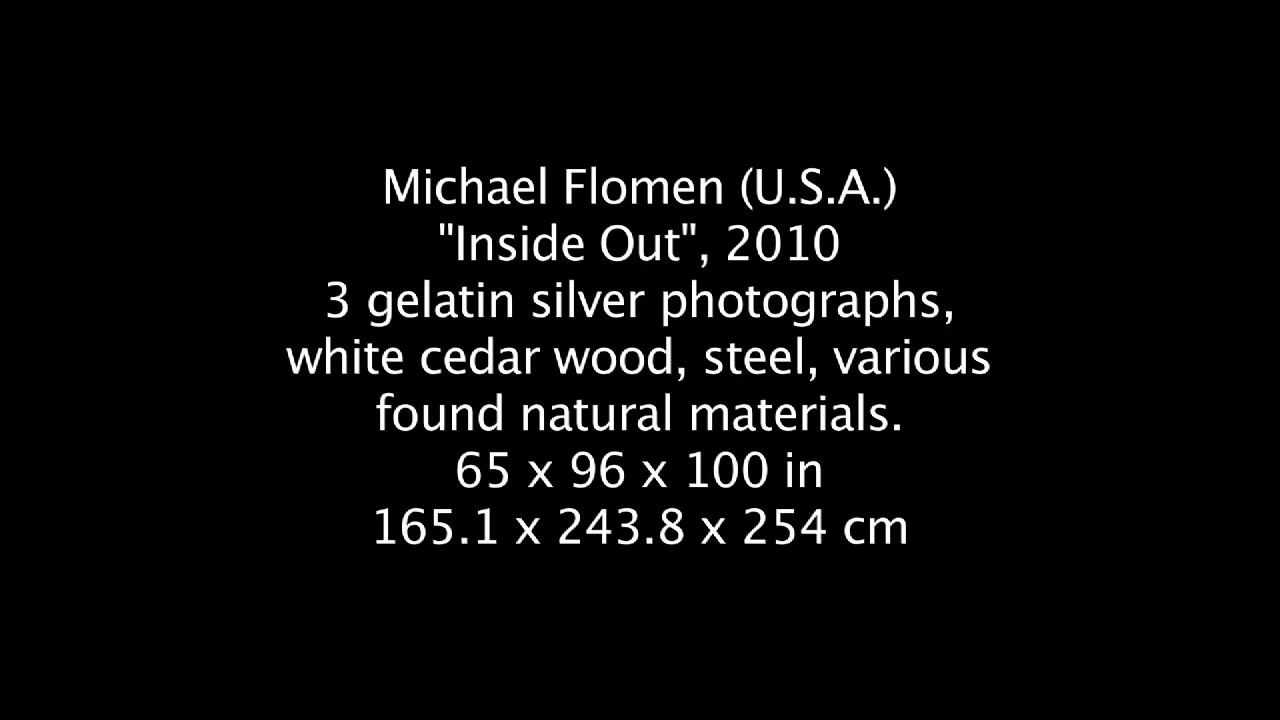 Michael Flomen (U.S.A.)
"Inside Out", 2010
3 gelatin silver photographs,
white cedar wood, steel, various
found natural materials.
65 x 96 x 100 in
165.1 x 243.8 x 254 cm